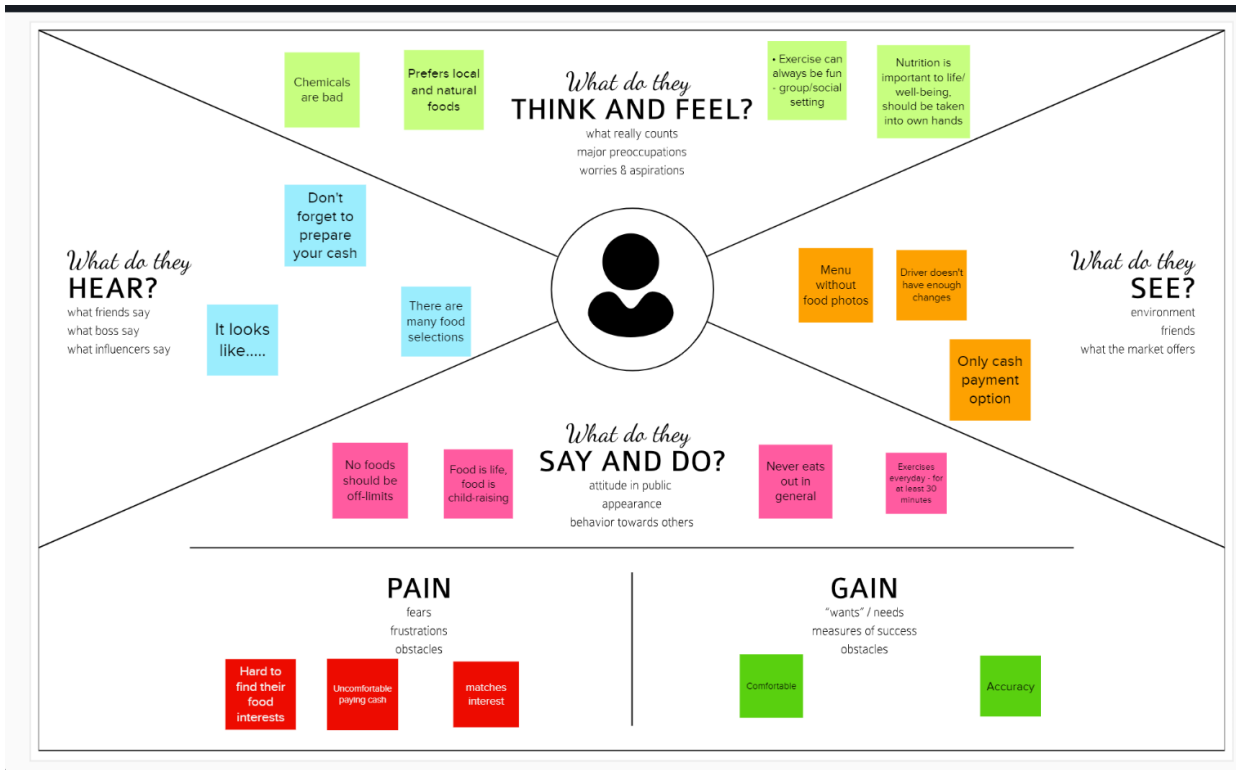 Chemicals
are bad
Prefers local
and natural
foods
What do they
THINK AND FEEL?
what really counts
major preoccupations
worries & aspirations
• Exercise can
always be fun
- group/social
setting
Nutrition is
important to life/
well-being,
should be taken
into own hands
What do they
HEAR?
what friends say
what boss say
what influencers say
Don't
forget to
prepare
your cash
It looks
like.....
There are
many food
selections
Menu
without
food photos
Driver doesn't
have enough
changes
Only cash
payment
option
What do they
SEE?
environment
friends
what the market offers
What do they
SAY AND DO?
attitude in public
appearance
behavior towards others
No foods
should be
off-limits
Food is life,
food is
child-raising
Never eats
out in
general
Exercises
everyday - for
at least 30
minutes
PAIN
fears
frustrations
obstacles
Hard to
find their
food
interests
Uncomfortable
paying cash
matches
interest
GAIN
"wants" / needs
measures of success
obstacles
Comfortable
Accuracy